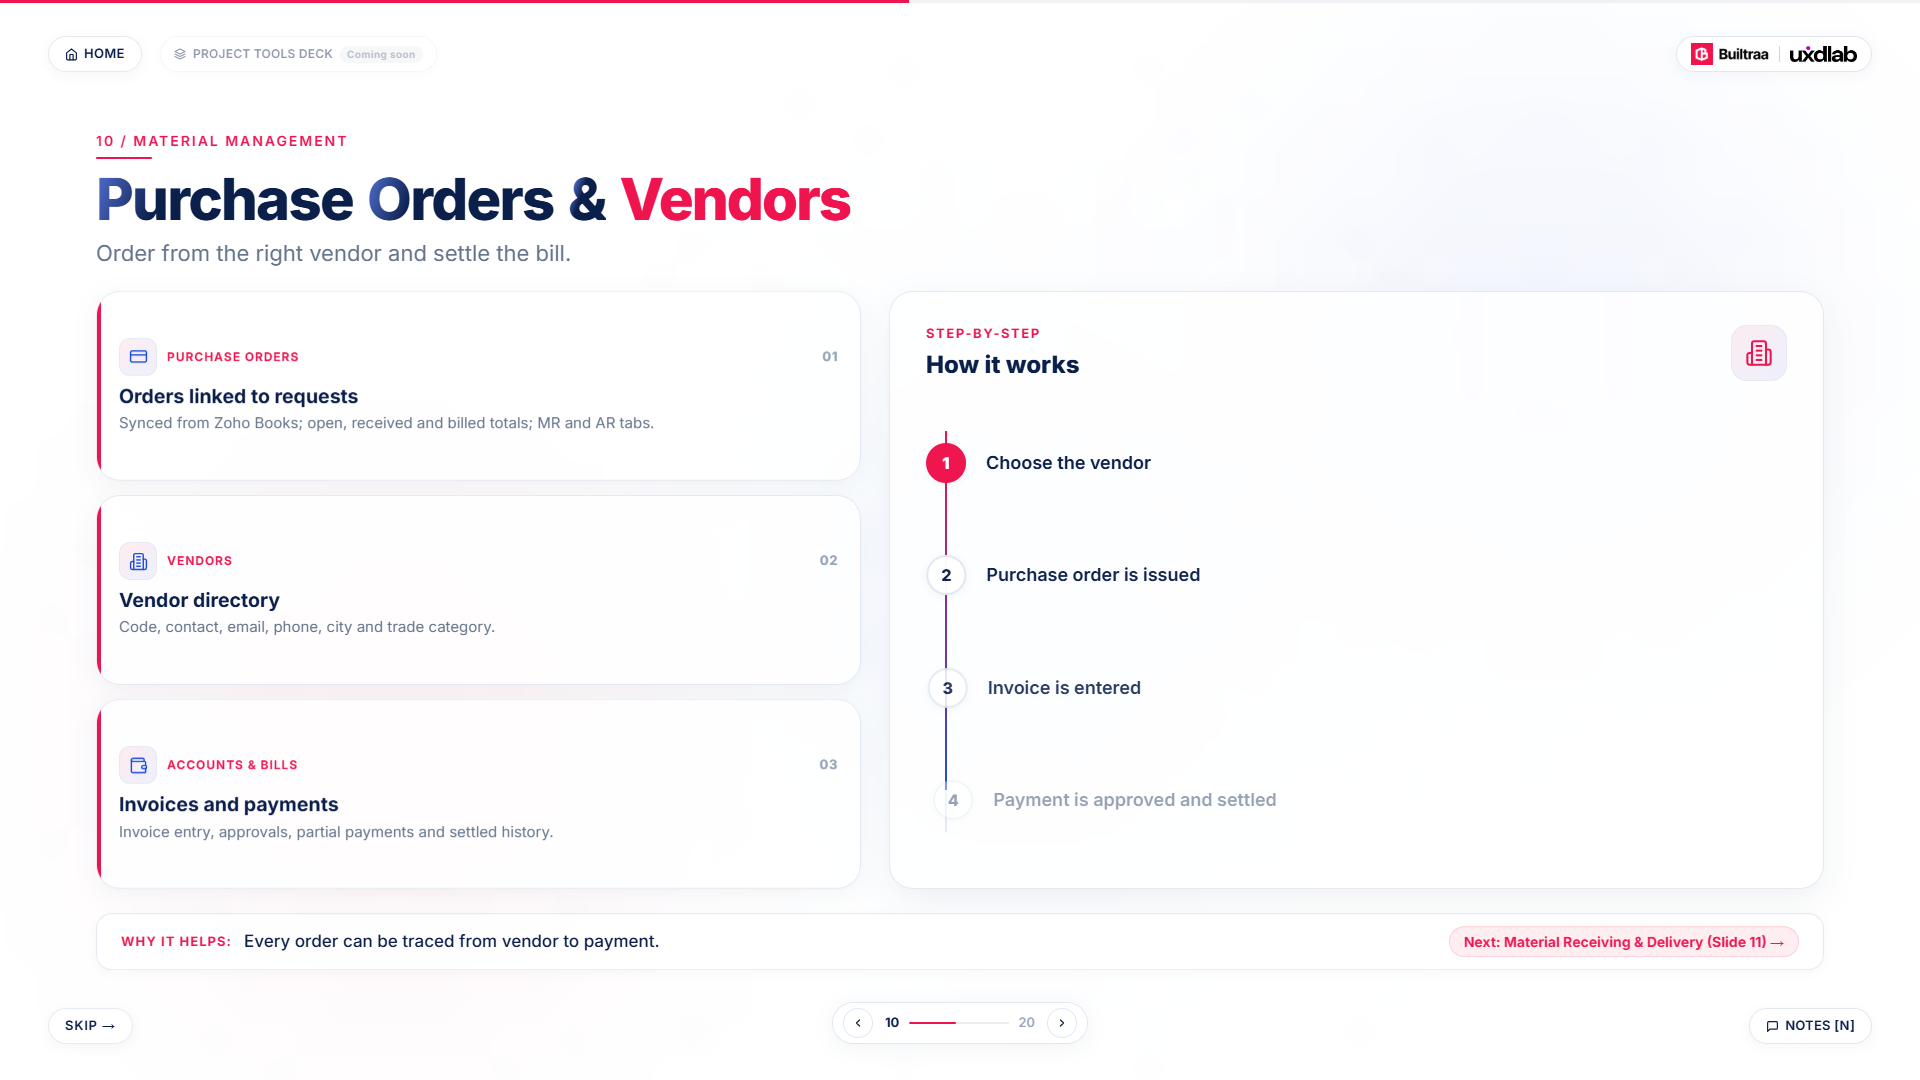 HOME
PROJECT TOOLS DECK Coming soon
Builtraa | uxdlab
10 / MATERIAL MANAGEMENT
Purchase Orders & Vendors
Order from the right vendor and settle the bill.
PURCHASE ORDERS 01
Orders linked to requests
Synced from Zoho Books; open, received and billed totals; MR and AR tabs.
VENDORS 02
Vendor directory
Code, contact, email, phone, city and trade category.
ACCOUNTS & BILLS 03
Invoices and payments
Invoice entry, approvals, partial payments and settled history.
STEP-BY-STEP
How it works
1 Choose the vendor
2 Purchase order is issued
3 Invoice is entered
4 Payment is approved and settled
WHY IT HELPS: Every order can be traced from vendor to payment.
Next: Material Receiving & Delivery (Slide 11) →
SKIP →
‹ 10 20 ›
NOTES [N]